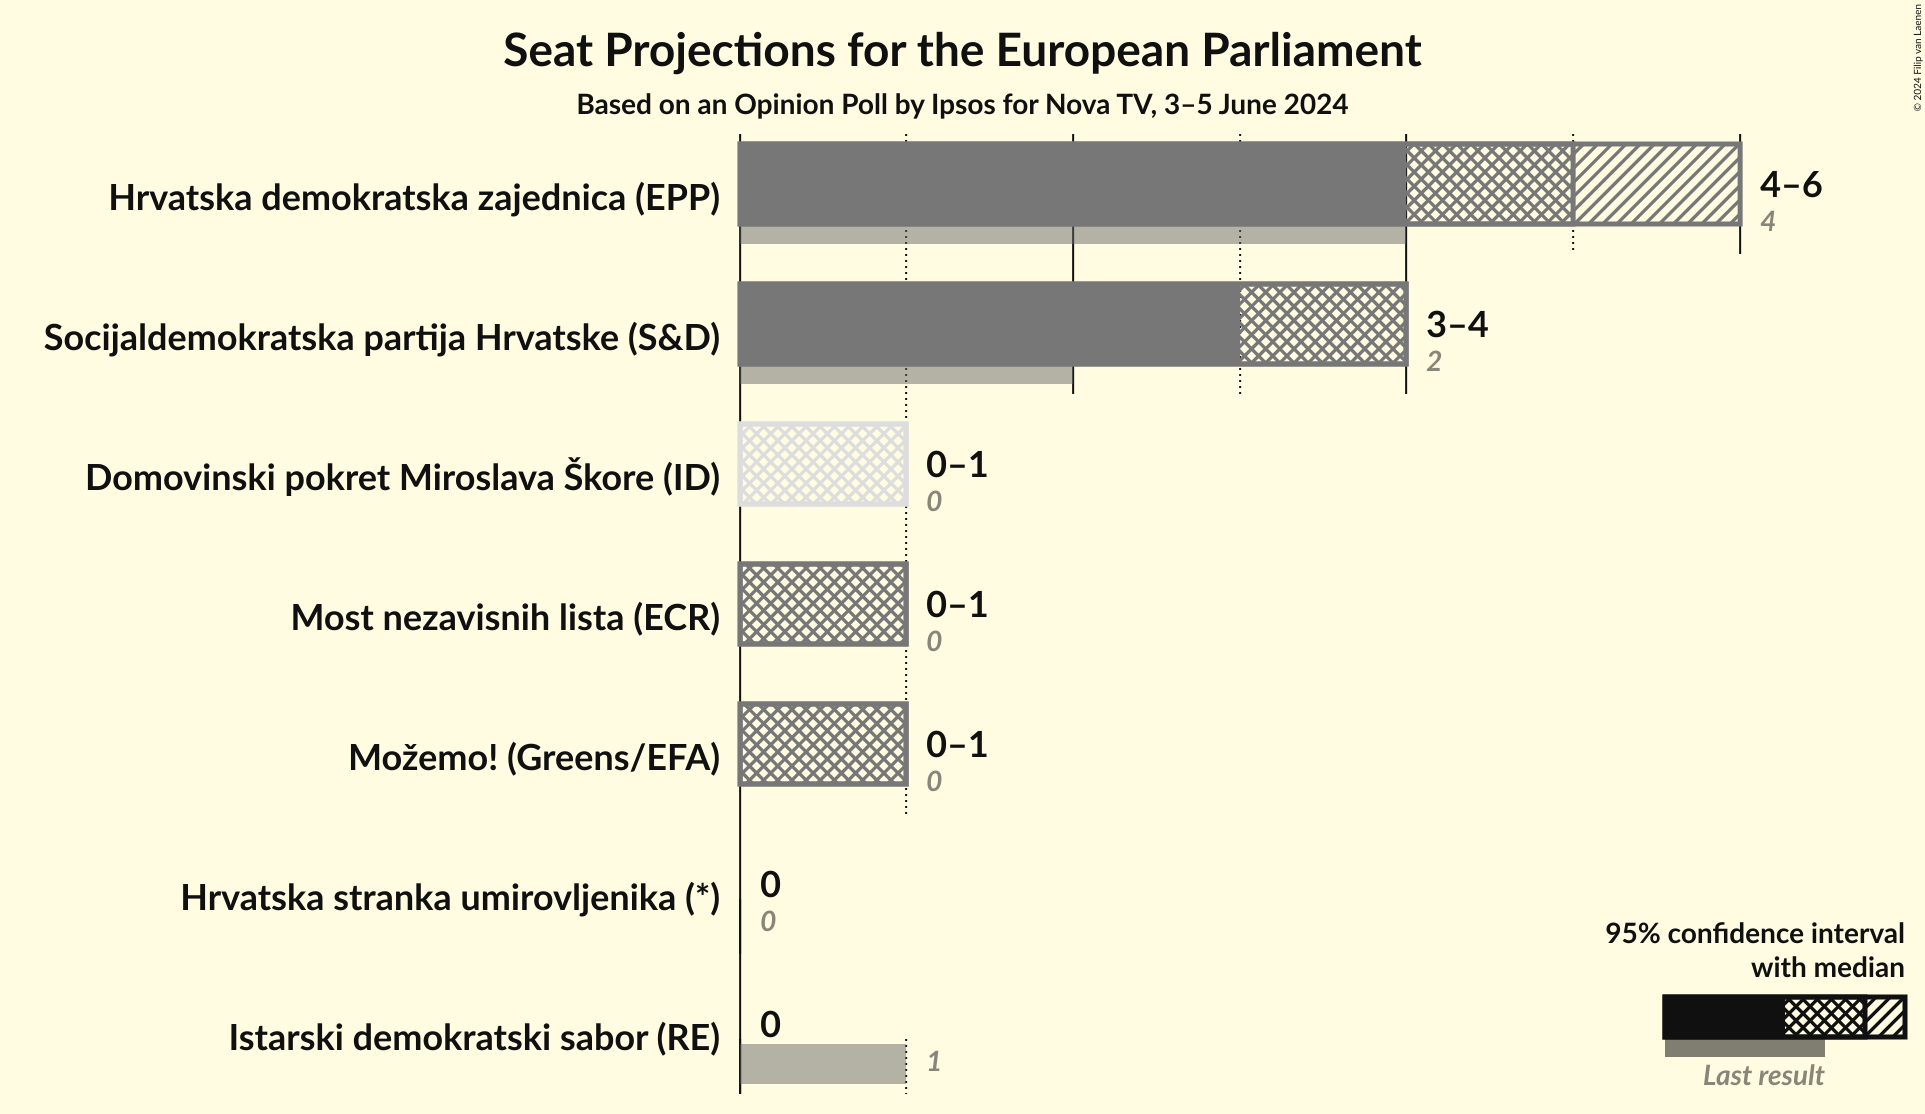 Seat Projections for the European Parliament
Based on an Opinion Poll by Ipsos for Nova TV, 3–5 June 2024
© 2024 Filip van Laenen
Hrvatska demokratska zajednica (EPP)
4–6
4
Socijaldemokratska partija Hrvatske (S&D)
3–4
2
Domovinski pokret Miroslava Škore (ID)
0–1
0
Most nezavisnih lista (ECR)
0–1
0
Možemo! (Greens/EFA)
0–1
0
Hrvatska stranka umirovljenika (*)
0
0
Istarski demokratski sabor (RE)
0
1
95% confidence interval
with median
Last result